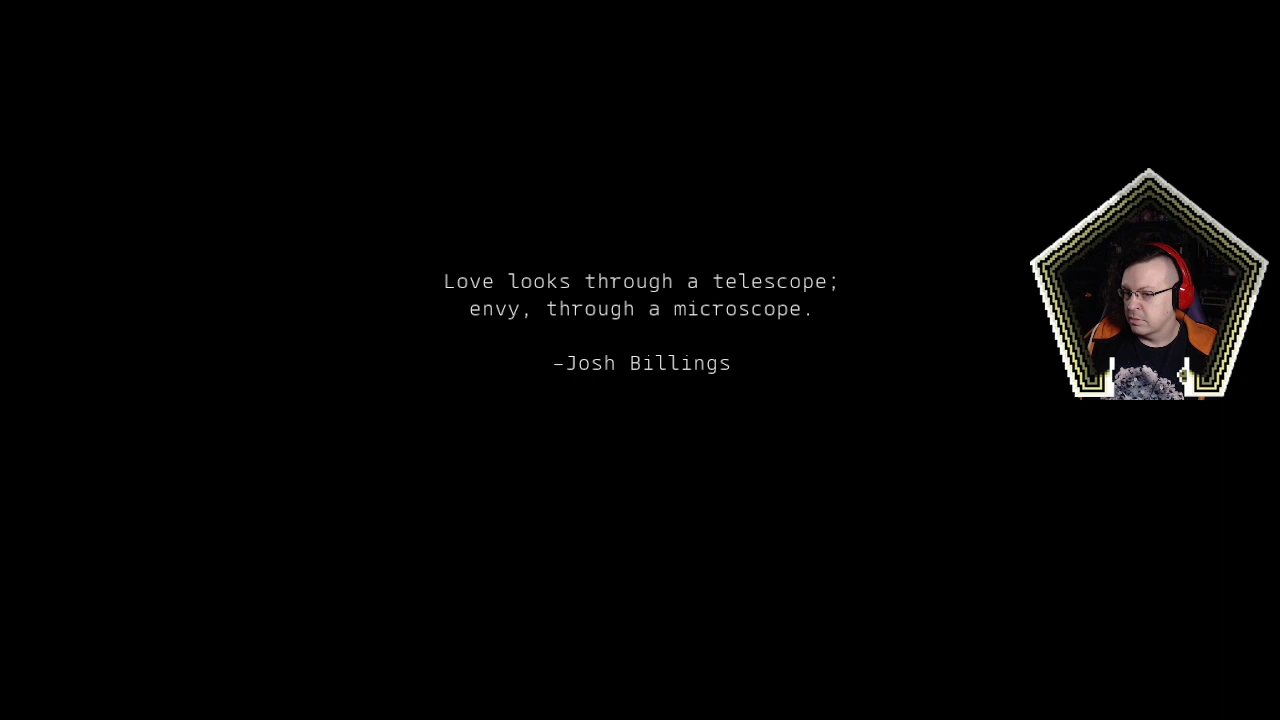 Love looks through a telescope;
envy, through a microscope.
–Josh Billings